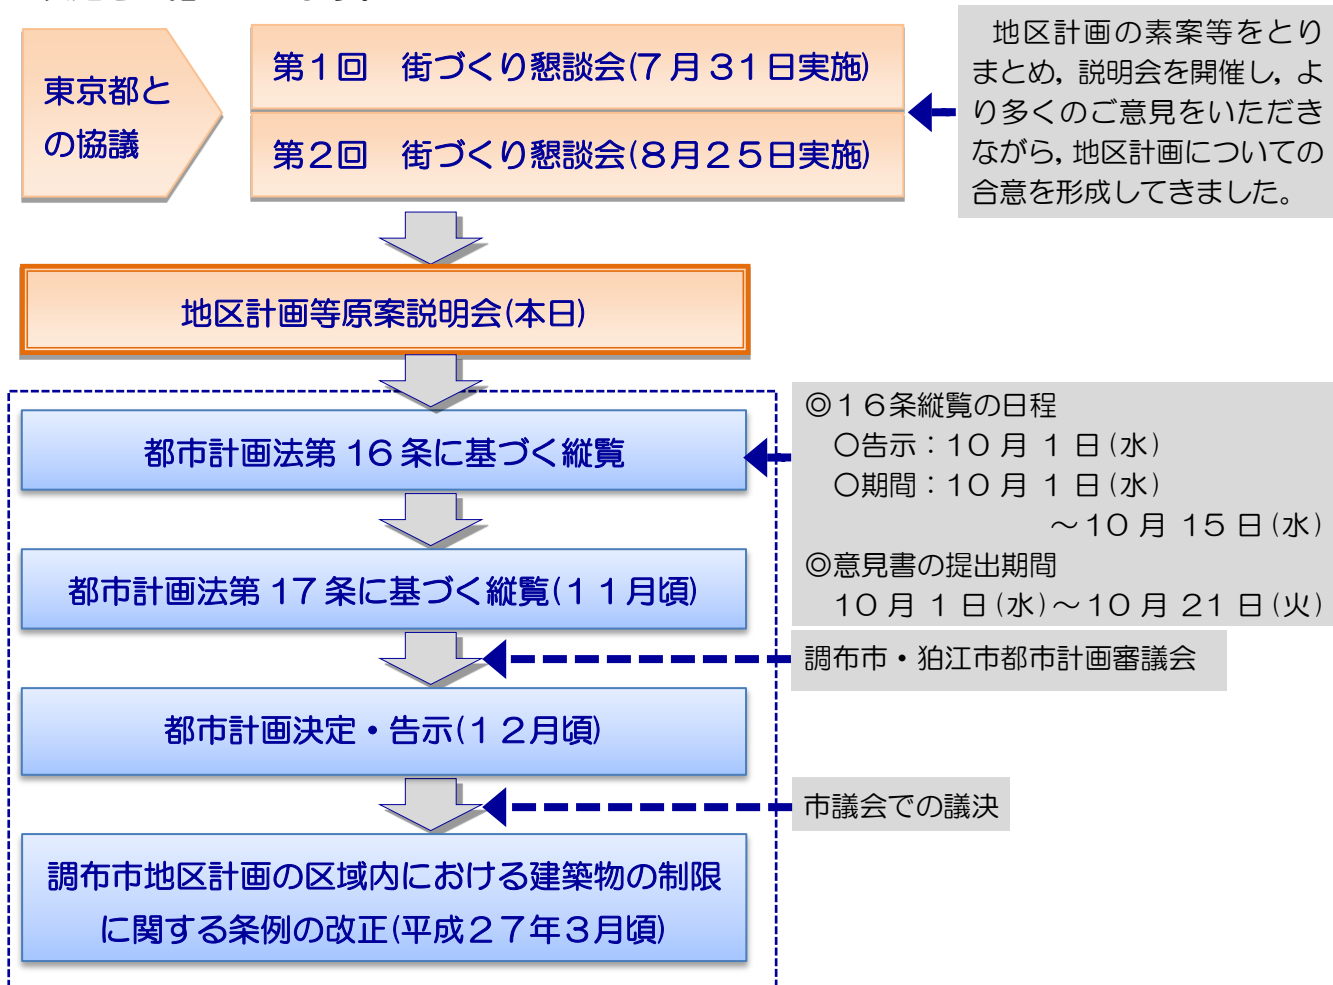 東京都と
の協議
第１回　街づくり懇談会(７月３１日実施)
第２回　街づくり懇談会(８月２５日実施)
地区計画の素案等をとり
まとめ，説明会を開催し，よ
り多くのご意見をいただき
ながら，地区計画についての
合意を形成してきました。
地区計画等原案説明会(本日)
都市計画法第 16 条に基づく縦覧
◎１６条縦覧の日程
○告示：10 月 1 日(水)
○期間：10 月 1 日(水)
～10 月 15 日(水)
◎意見書の提出期間
10 月 1 日(水)～10 月 21 日(火)
都市計画法第 17 条に基づく縦覧(１１月頃)
調布市・狛江市都市計画審議会
都市計画決定・告示(１２月頃)
市議会での議決
調布市地区計画の区域内における建築物の制限
に関する条例の改正(平成２７年３月頃)